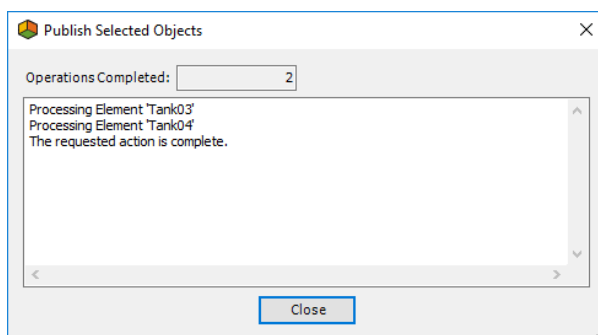 Publish Selected Objects
Operations Completed: 2
Processing Element 'Tank03'
Processing Element 'Tank04'
The requested action is complete.
Close